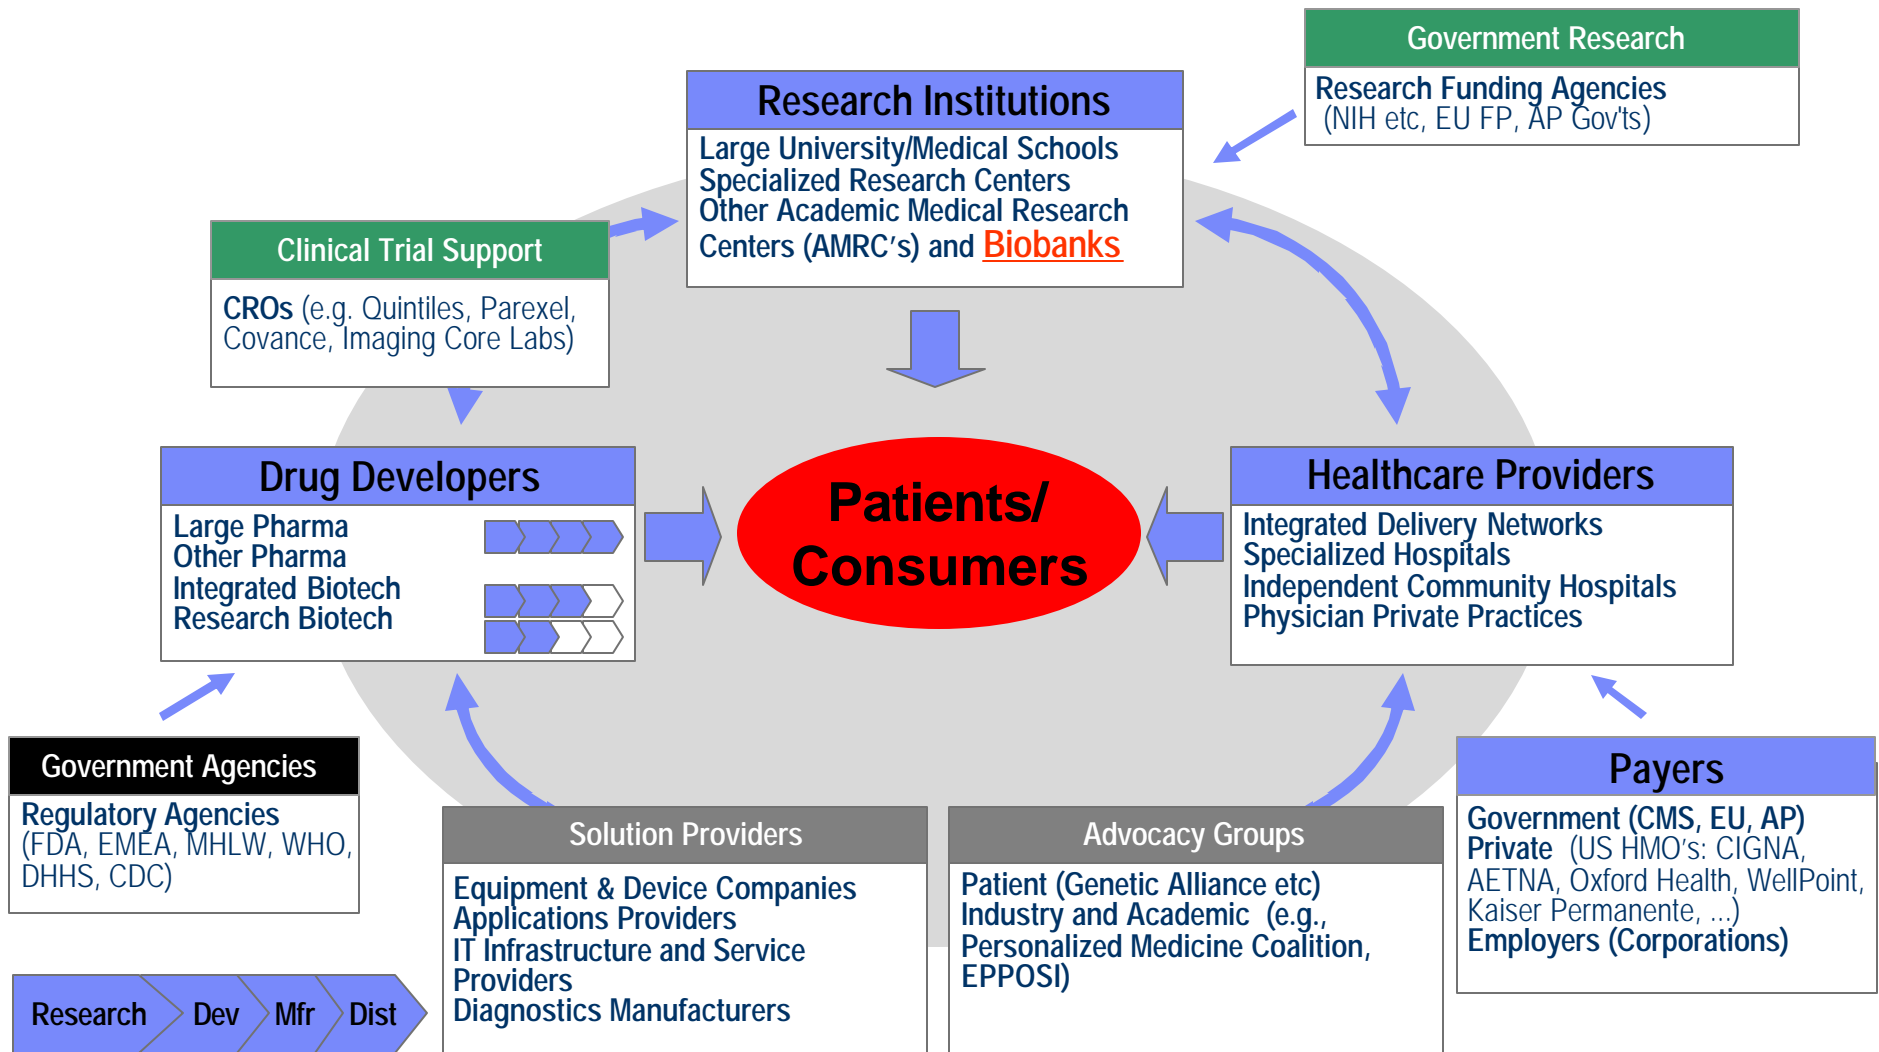 Government Research
Research Funding Agencies
(NIH etc, EU FP, AP Gov'ts)
Research Institutions
Large University/Medical Schools
Specialized Research Centers
Other Academic Medical Research
Centers (AMRC's) and Biobanks
Clinical Trial Support
CROs (e.g. Quintiles, Parexel,
Covance, Imaging Core Labs)
Drug Developers
Large Pharma
Other Pharma
Integrated Biotech
Research Biotech
Patients/
Consumers
Healthcare Providers
Integrated Delivery Networks
Specialized Hospitals
Independent Community Hospitals
Physician Private Practices
Government Agencies
Regulatory Agencies
(FDA, EMEA, MHLW, WHO,
DHHS, CDC)
Solution Providers
Equipment & Device Companies
Applications Providers
IT Infrastructure and Service
Providers
Diagnostics Manufacturers
Advocacy Groups
Patient (Genetic Alliance etc)
Industry and Academic (e.g.,
Personalized Medicine Coalition,
EPPOSI)
Payers
Government (CMS, EU, AP)
Private (US HMO's: CIGNA,
AETNA, Oxford Health, WellPoint,
Kaiser Permanente, ...)
Employers (Corporations)
Research Dev Mfr Dist